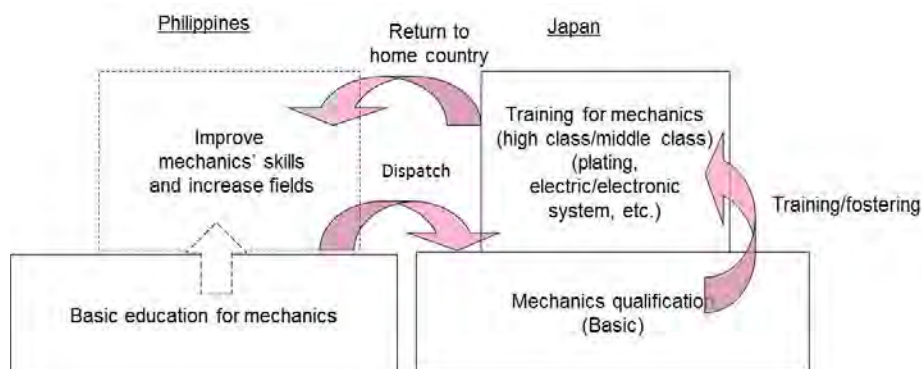 Philippines
Return to
home country
Japan
Improve
mechanics' skills
and increase fields
Dispatch
Training for mechanics
(high class/middle class)
(plating,
electric/electronic
system, etc.)
Training/fostering
Basic education for mechanics
Mechanics qualification
(Basic)